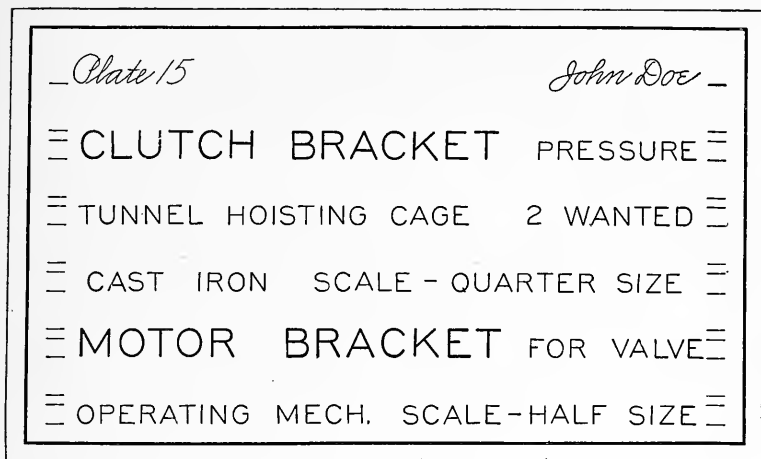 Plate 15 John Doe
CLUTCH BRACKET PRESSURE
TUNNEL HOISTING CAGE 2 WANTED
CAST IRON SCALE - QUARTER SIZE
MOTOR BRACKET FOR VALVE
OPERATING MECH. SCALE-HALF SIZE